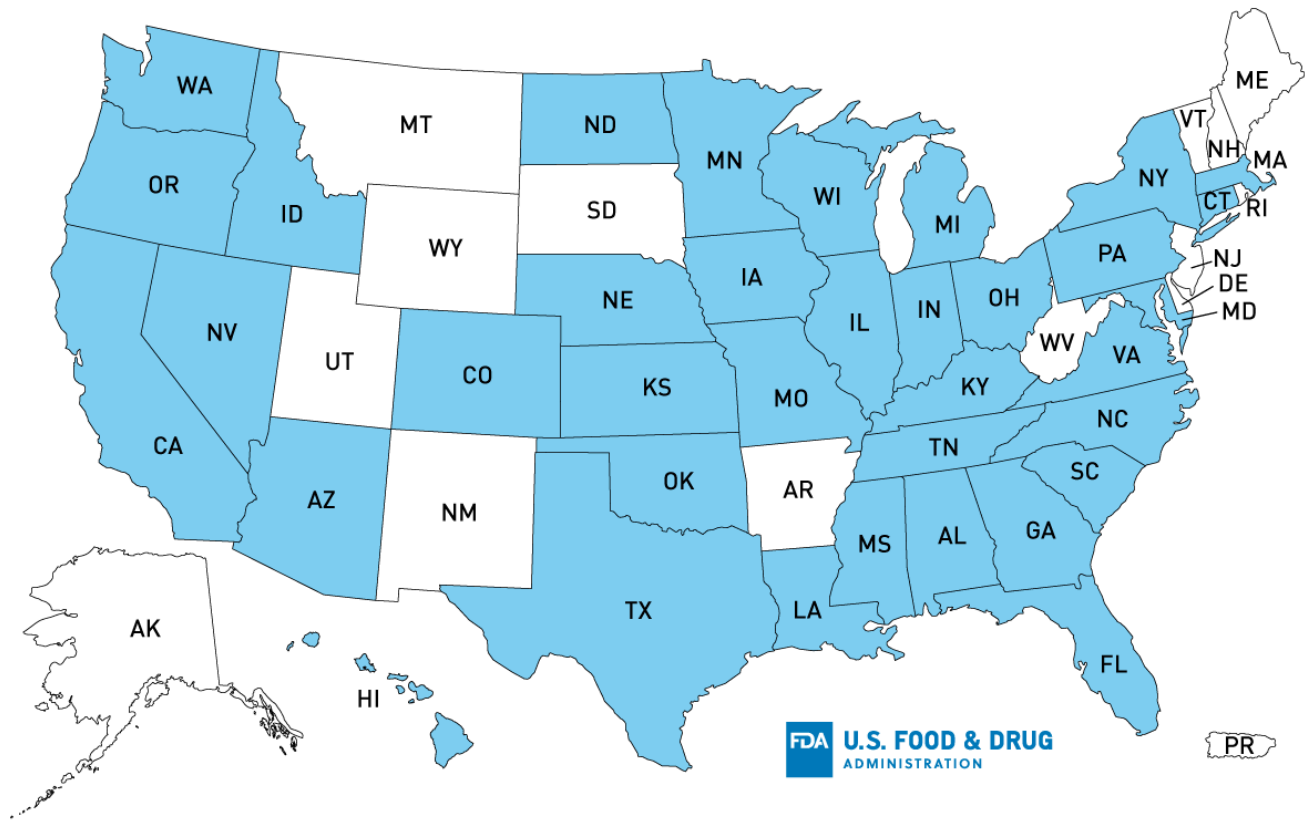 WA
MT
ND
MN
ME
VT
NH
MA
OR
ID
SD
WI
NY
CT
RI
WY
MI
PA
NJ
IA
DE
NE
OH
MD
NV
IL
IN
UT
WV
VA
CO
KS
MO
KY
NC
CA
TN
SC
AZ
OK
AR
NM
GA
MS
AL
TX
LA
AK
FL
HI
FDA U.S. FOOD & DRUG
ADMINISTRATION
PR